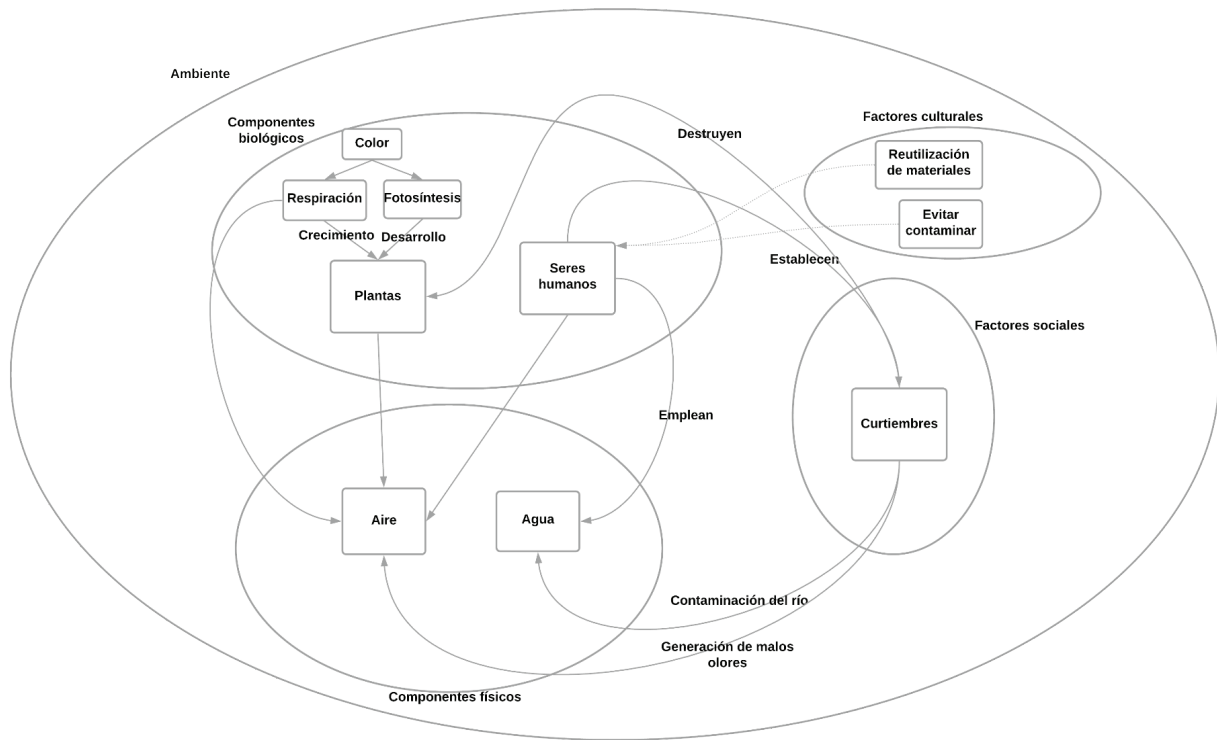 Ambiente
Componentes
biológicos
Color
Respiración
Fotosíntesis
Crecimiento
Desarrollo
Plantas
Seres
humanos
Destruyen
Factores culturales
Reutilización
de materiales
Evitar
contaminar
Establecen
Factores sociales
Curtiembres
Emplean
Aire
Agua
Contaminación del río
Generación de malos
olores
Componentes físicos